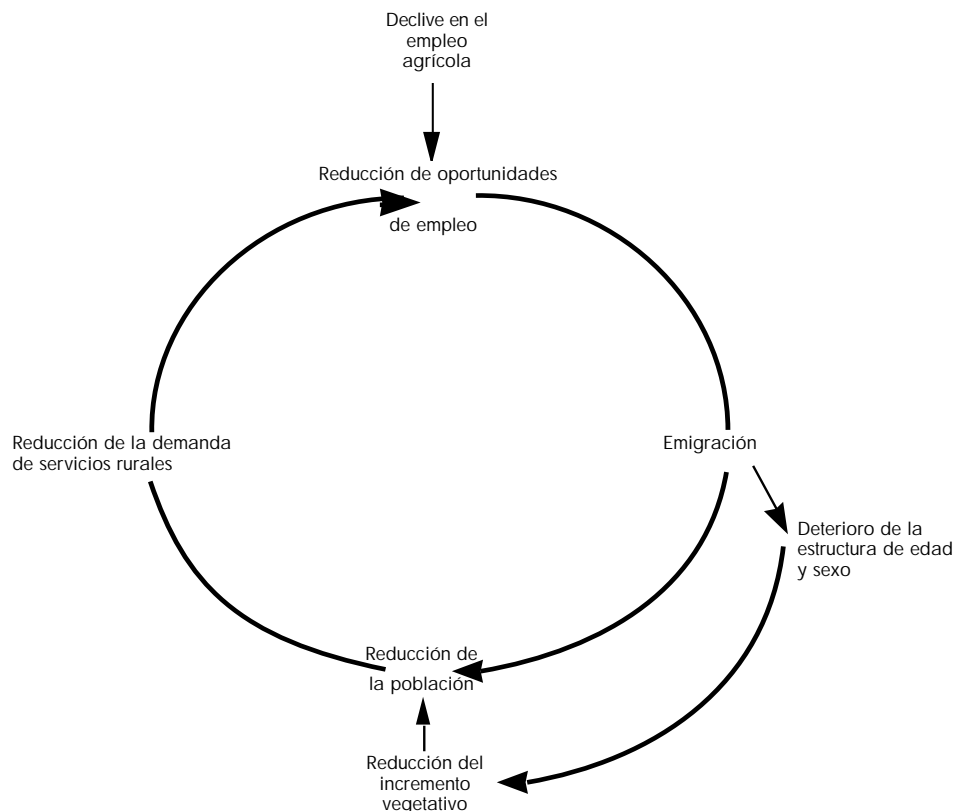 Declive en el
empleo
agrícola
Reducción de oportunidades
de empleo
Reducción de la demanda
de servicios rurales
Emigración
Deterioro de la
estructura de edad
y sexo
Reducción de
la población
Reducción del
incremento
vegetativo